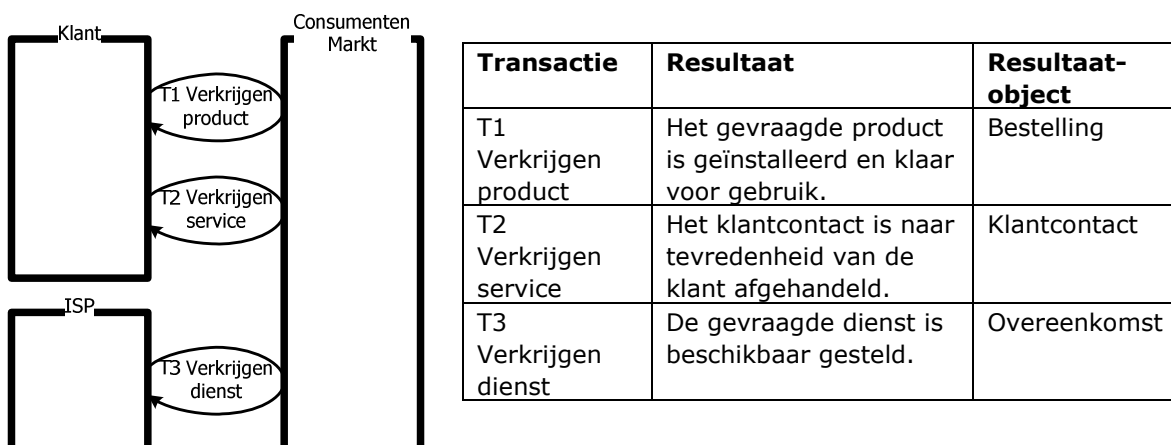 Klant
Consumenten
Markt
T1 Verkrijgen
product
T2 Verkrijgen
service
ISP
T3 Verkrijgen
dienst
Transactie Resultaat Resultaat-
object
T1 Het gevraagde product Bestelling
Verkrijgen is geïnstalleerd en klaar
product voor gebruik.
T2 Het klantcontact is naar Klantcontact
Verkrijgen tevredenheid van de
service klant afgehandeld.
T3 De gevraagde dienst is Overeenkomst
Verkrijgen beschikbaar gesteld.
dienst